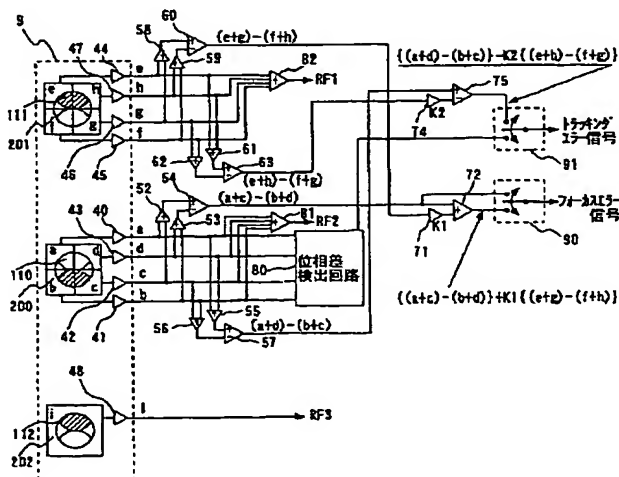 9
47
44
58
60
(e+g)-(f+h)
59
82
RF1
e
h
g
f
e
H
f
g
111
201
46
45
62
61
63
(e+h)-(f+g)
{(a+d)-(b+c)}-K2{(e+h)-(f+g)}
75
K2
74
トラッキング
エラー信号
91
43
40
52
54
(a+c)-(b+d)
53
81
RF2
a
d
c
b
a
d
b
c
110
200
42
41
80
位相差
検出回路
56
55
57
(a+d)-(b+c)
71
K1
72
フォーカスエラー
信号
90
{(a+c)-(b+d)}+K1{(e+g)-(f+h)}
48
i
i
RF3
112
202